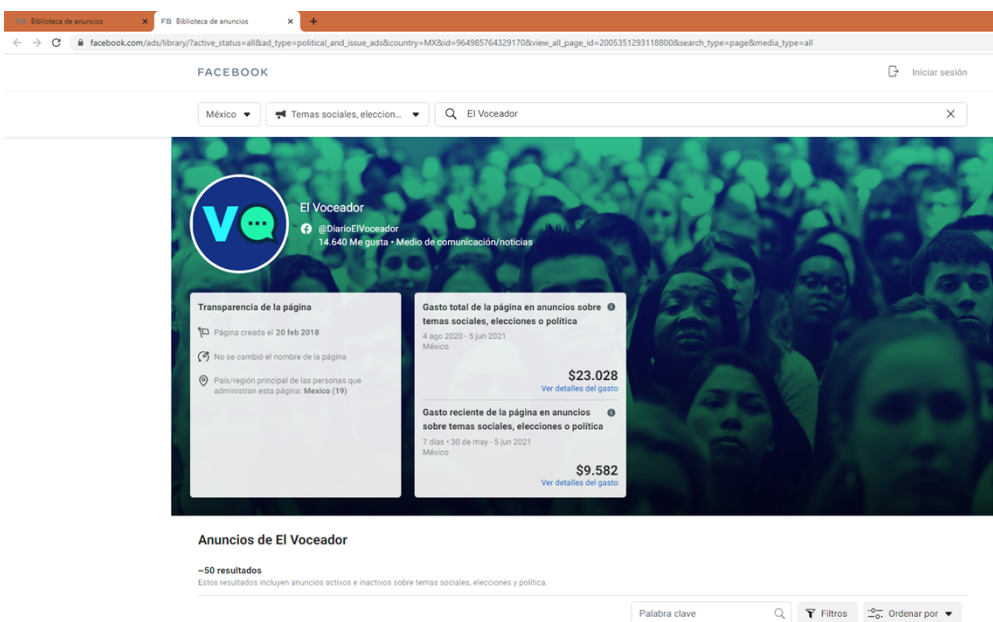 FB Biblioteca de anuncios
FB Biblioteca de anuncios
facebook.com/ads/library/?active_status=all&ad_type=political_and_issue_ads&country=MX&id=964985764329170&view_all_page_id=2005351293118800&search_type=page&media_type=all
FACEBOOK
Iniciar sesión
México
Temas sociales, eleccion...
El Voceador
VO
El Voceador
@DiarioElVoceador
14.640 Me gusta • Medio de comunicación/noticias
Transparencia de la página
Página creada el 20 feb 2018
No se cambió el nombre de la página
País/región principal de las personas que
administran esta página: Mexico (19)
Gasto total de la página en anuncios sobre
temas sociales, elecciones o política
4 ago 2020 - 5 jun 2021
México
$23.028
Ver detalles del gasto
Gasto reciente de la página en anuncios
sobre temas sociales, elecciones o política
7 días • 30 de may - 5 jun 2021
México
$9.582
Ver detalles del gasto
Anuncios de El Voceador
~50 resultados
Estos resultados incluyen anuncios activos e inactivos sobre temas sociales, elecciones y política.
Palabra clave
Filtros
Ordenar por